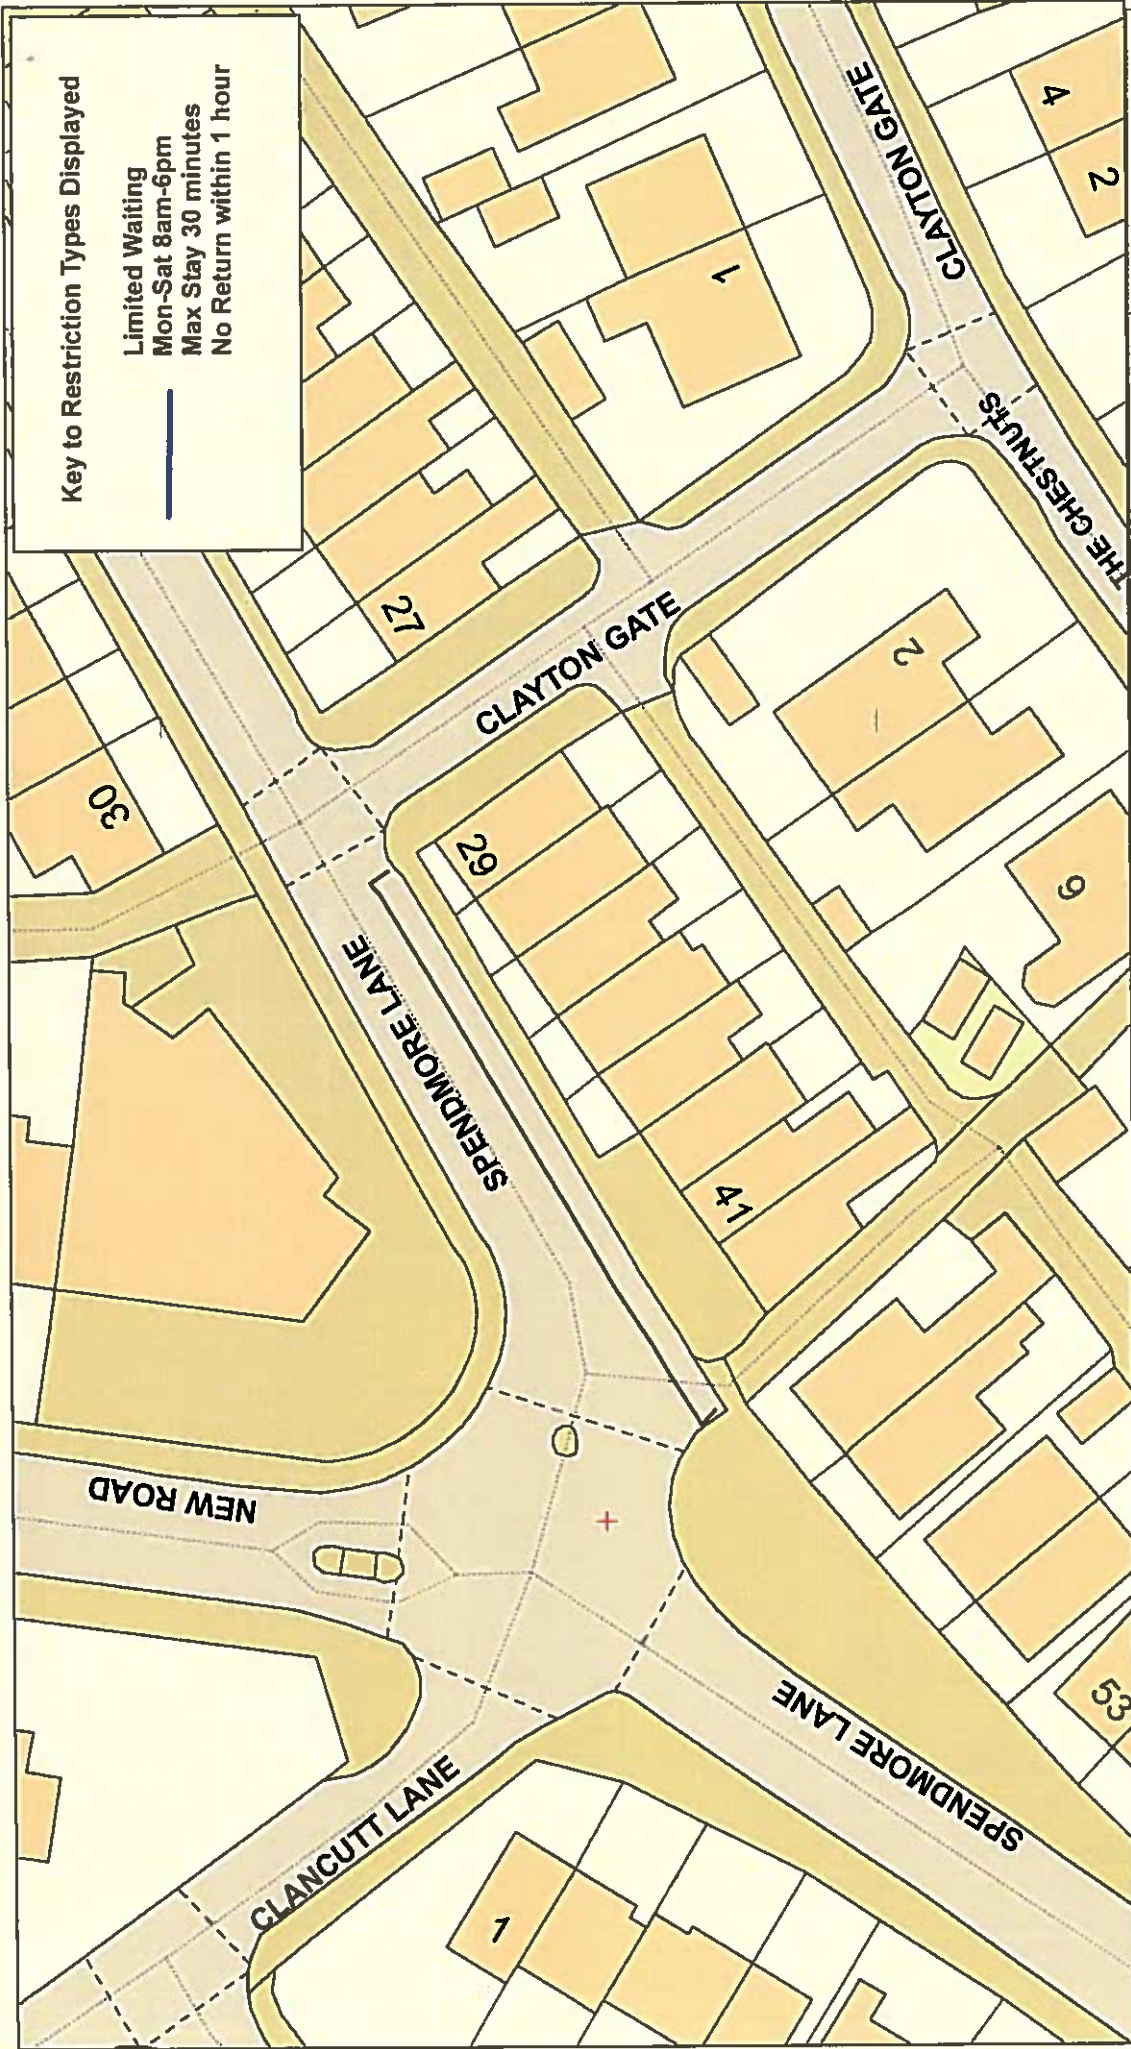 Key to Restriction Types Displayed
Limited Waiting
Mon-Sat 8am-6pm
Max Stay 30 minutes
No Return within 1 hour
CLAYTON GATE
4
2
1
THE CHESTNUTS
27
CLAYTON GATE
2
30
29
9
SPENDMORE LANE
41
NEW ROAD
SPENDMORE LANE
53
CLANCUTT LANE
1